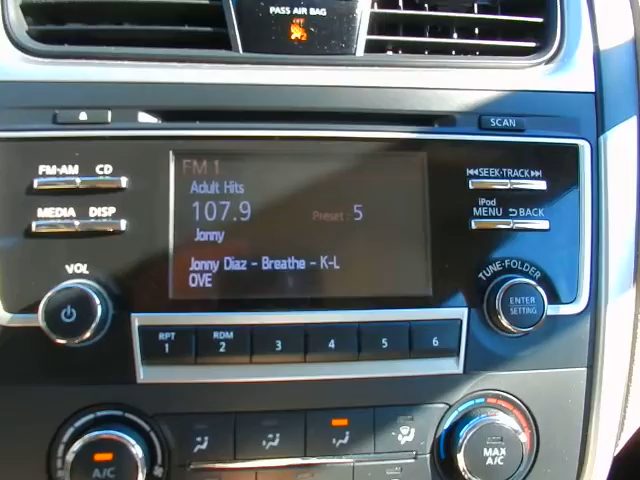 PASS AIR BAG
OFF
SCAN
FM·AM CD
FM 1
SEEK·TRACK
Adult Hits
107.9
Preset : 5
iPod
MENU BACK
MEDIA DISP
Jonny
Jonny Diaz - Breathe - K-L
OVE
VOL
TUNE·FOLDER
ENTER
SETTING
RPT
1
RDM
2
3
4
5
6
A/C
MAX
A/C